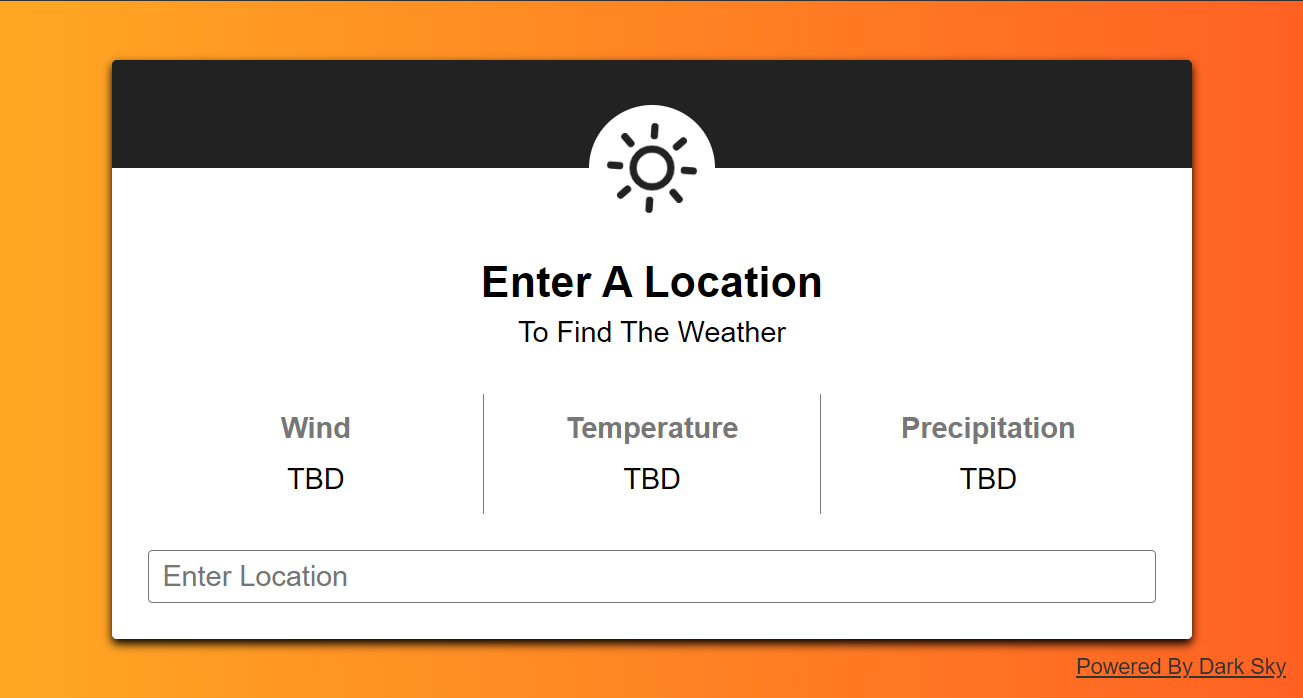 Enter A Location
To Find The Weather
Wind
Temperature
Precipitation
TBD
TBD
TBD
Enter Location
Powered By Dark Sky